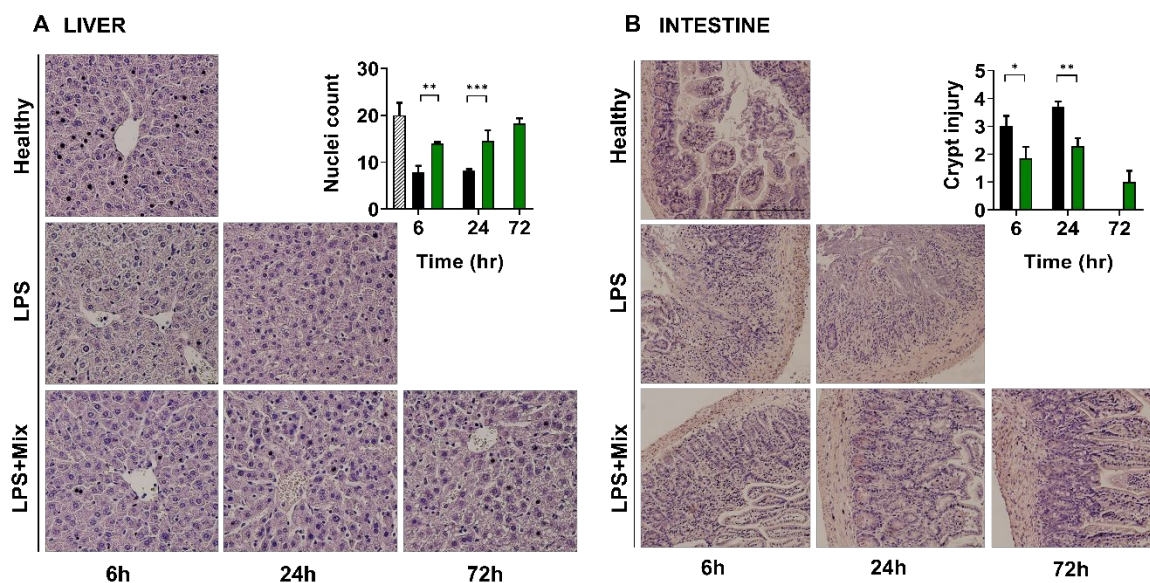 A LIVER
Healthy
LPS
LPS+Mix
6h
24h
72h
Nuclei count
30
20
10
0
**
***
6
24
72
Time (hr)
B INTESTINE
Healthy
LPS
LPS+Mix
6h
24h
72h
Crypt injury
5
4
3
2
1
0
*
**
6
24
72
Time (hr)